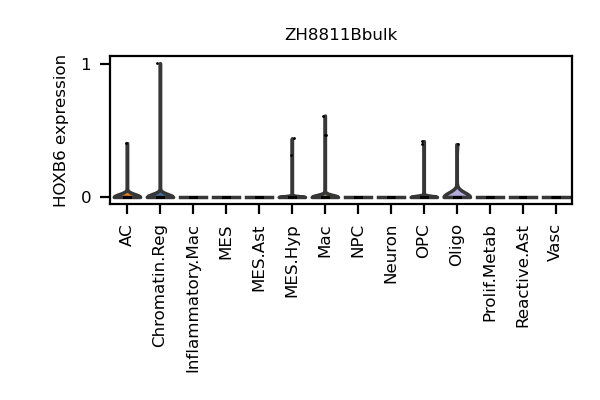 ZH8811Bbulk
HOXB6 expression
1
0
AC
Chromatin.Reg
Inflammatory.Mac
MES
MES.Ast
MES.Hyp
Mac
NPC
Neuron
OPC
Oligo
Prolif.Metab
Reactive.Ast
Vasc